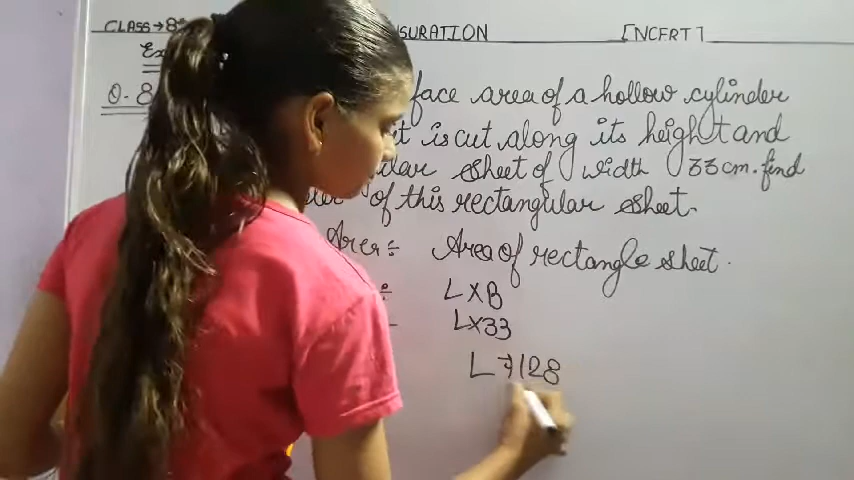 CLASS→8 SURATION [NCERT]
Ex
Q.8 face area of a hollow cylinder
it is cut along its height and
ular sheet of width 33cm. find
of this rectangular sheet.
Area÷ Area of rectangle sheet.
÷ L×B
- L×33
L 7128